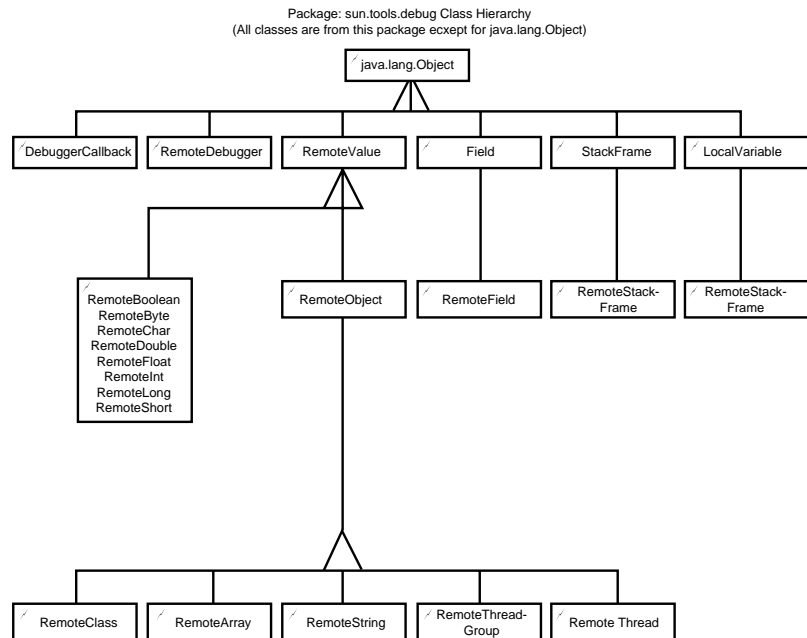 Package: sun.tools.debug Class Hierarchy
(All classes are from this package ecxept for java.lang.Object)
java.lang.Object
DebuggerCallback
RemoteDebugger
RemoteValue
Field
StackFrame
LocalVariable
RemoteBoolean
RemoteByte
RemoteChar
RemoteDouble
RemoteFloat
RemoteInt
RemoteLong
RemoteShort
RemoteObject
RemoteField
RemoteStack-
Frame
RemoteStack-
Frame
RemoteClass
RemoteArray
RemoteString
RemoteThread-
Group
Remote Thread